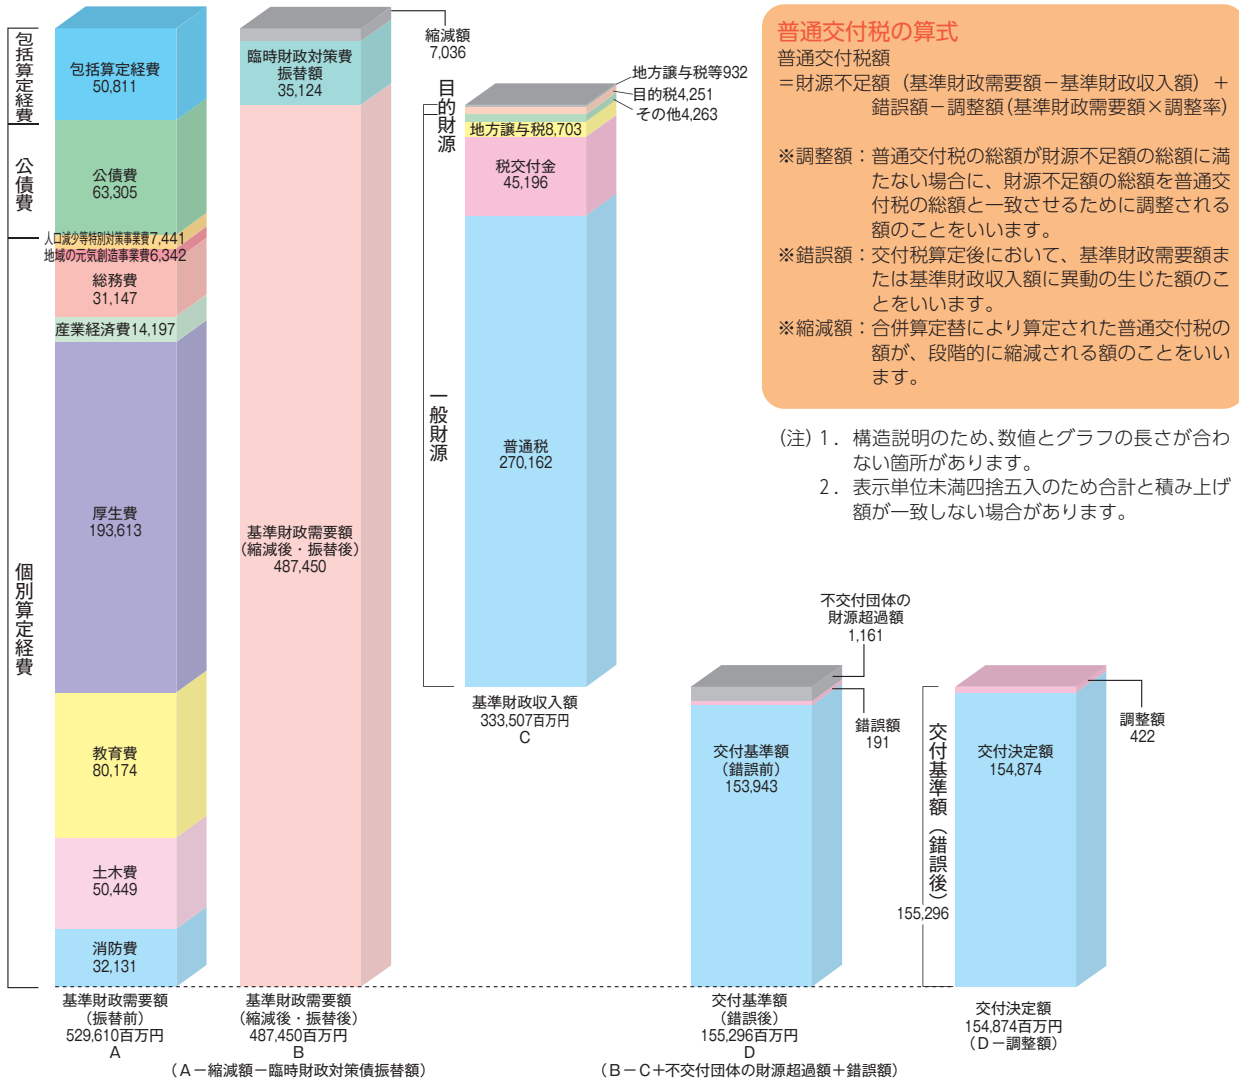 包括算定経費
公債費
個別算定経費
包括算定経費
50,811
公債費
63,305
人口減少等特別対策事業費7,441
地域の元気創造事業費6,342
総務費
31,147
産業経済費14,197
厚生費
193,613
教育費
80,174
土木費
50,449
消防費
32,131
基準財政需要額
(振替前)
529,610百万円
A
縮減額
7,036
臨時財政対策費
振替額
35,124
基準財政需要額
(縮減後・振替後)
487,450
基準財政需要額
(縮減後・振替後)
487,450百万円
B
(A－縮減額－臨時財政対策債振替額)
目的財源
一般財源
地方譲与税等932
目的税4,251
その他4,263
地方譲与税8,703
税交付金
45,196
普通税
270,162
基準財政収入額
333,507百万円
C
普通交付税の算式
普通交付税額
＝財源不足額（基準財政需要額－基準財政収入額）＋
錯誤額－調整額(基準財政需要額×調整率)
※調整額：普通交付税の総額が財源不足額の総額に満
たない場合に、財源不足額の総額を普通交
付税の総額と一致させるために調整される
額のことをいいます。
※錯誤額：交付税算定後において、基準財政需要額ま
たは基準財政収入額に異動の生じた額のこ
とをいいます。
※縮減額：合併算定替により算定された普通交付税の
額が、段階的に縮減される額のことをいい
ます。
(注) 1．構造説明のため、数値とグラフの長さが合わ
ない箇所があります。
2．表示単位未満四捨五入のため合計と積み上げ
額が一致しない場合があります。
不交付団体の
財源超過額
1,161
錯誤額
191
交付基準額
(錯誤前)
153,943
交付基準額
(錯誤後)
155,296百万円
D
(B－C＋不交付団体の財源超過額＋錯誤額)
交付基準額（錯誤後）
155,296
調整額
422
交付決定額
154,874
交付決定額
154,874百万円
(D－調整額)